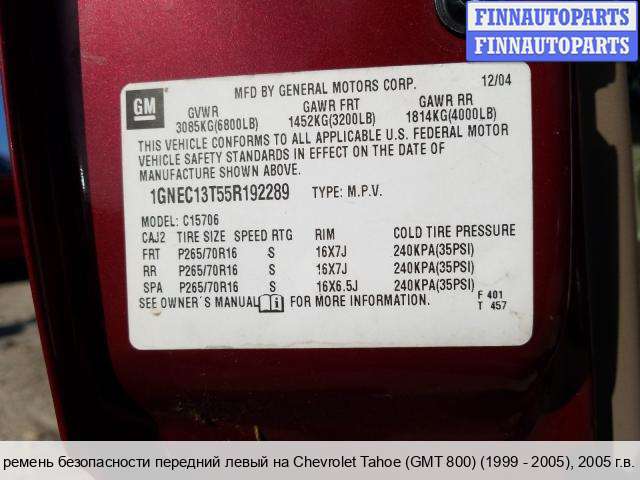 FINNAUTOPARTS
FINNAUTOPARTS
GM
MFD BY GENERAL MOTORS CORP. 12/04
GVWR GAWR FRT GAWR RR
3085KG(6800LB) 1452KG(3200LB) 1814KG(4000LB)
THIS VEHICLE CONFORMS TO ALL APPLICABLE U.S. FEDERAL MOTOR
VEHICLE SAFETY STANDARDS IN EFFECT ON THE DATE OF
MANUFACTURE SHOWN ABOVE.
1GNEC13T55R192289 TYPE: M.P.V.
MODEL: C15706
CAJ2 TIRE SIZE SPEED RTG RIM COLD TIRE PRESSURE
FRT P265/70R16 S 16X7J 240KPA(35PSI)
RR P265/70R16 S 16X7J 240KPA(35PSI)
SPA P265/70R16 S 16X6.5J 240KPA(35PSI)
SEE OWNER'S MANUAL FOR MORE INFORMATION.
F 401
T 457
ремень безопасности передний левый на Chevrolet Tahoe (GMT 800) (1999 - 2005), 2005 г.в.